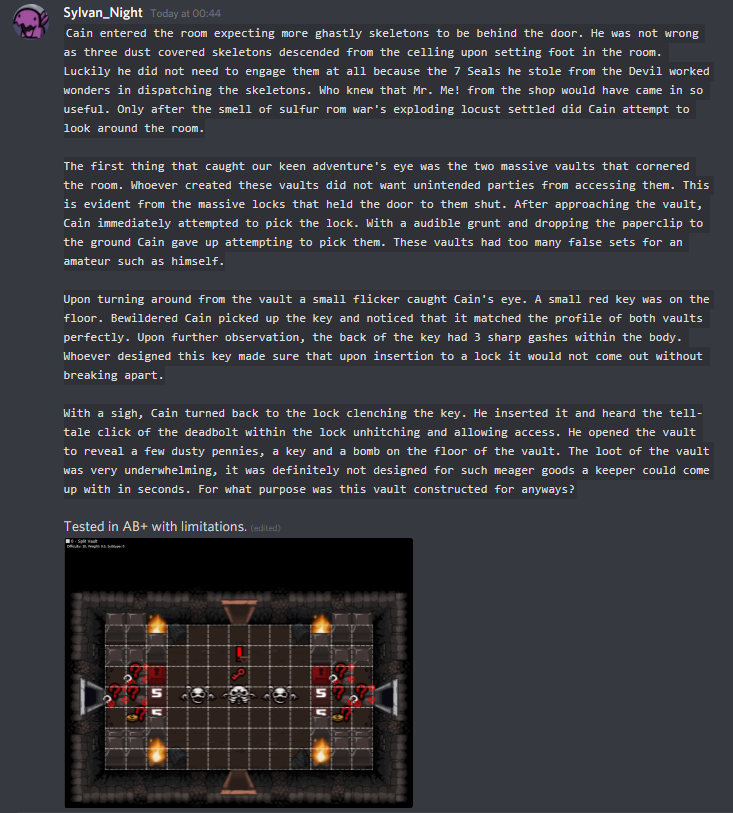 Sylvan_Night Today at 00:44
Cain entered the room expecting more ghastly skeletons to be behind the door. He was not wrong
as three dust covered skeletons descended from the celling upon setting foot in the room.
Luckily he did not need to engage them at all because the 7 Seals he stole from the Devil worked
wonders in dispatching the skeletons. Who knew that Mr. Me! from the shop would have came in so
useful. Only after the smell of sulfur rom war's exploding locust settled did Cain attempt to
look around the room.
The first thing that caught our keen adventure's eye was the two massive vaults that cornered
the room. Whoever created these vaults did not want unintended parties from accessing them. This
is evident from the massive locks that held the door to them shut. After approaching the vault,
Cain immediately attempted to pick the lock. With a audible grunt and dropping the paperclip to
the ground Cain gave up attempting to pick them. These vaults had too many false sets for an
amateur such as himself.
Upon turning around from the vault a small flicker caught Cain's eye. A small red key was on the
floor. Bewildered Cain picked up the key and noticed that it matched the profile of both vaults
perfectly. Upon further observation, the back of the key had 3 sharp gashes within the body.
Whoever designed this key made sure that upon insertion to a lock it would not come out without
breaking apart.
With a sigh, Cain turned back to the lock clenching the key. He inserted it and heard the tell-
tale click of the deadbolt within the lock unhitching and allowing access. He opened the vault
to reveal a few dusty pennies, a key and a bomb on the floor of the vault. The loot of the vault
was very underwhelming, it was definitely not designed for such meager goods a keeper could come
up with in seconds. For what purpose was this vault constructed for anyways?
Tested in AB+ with limitations. (edited)
0 - Split Vault
5 5